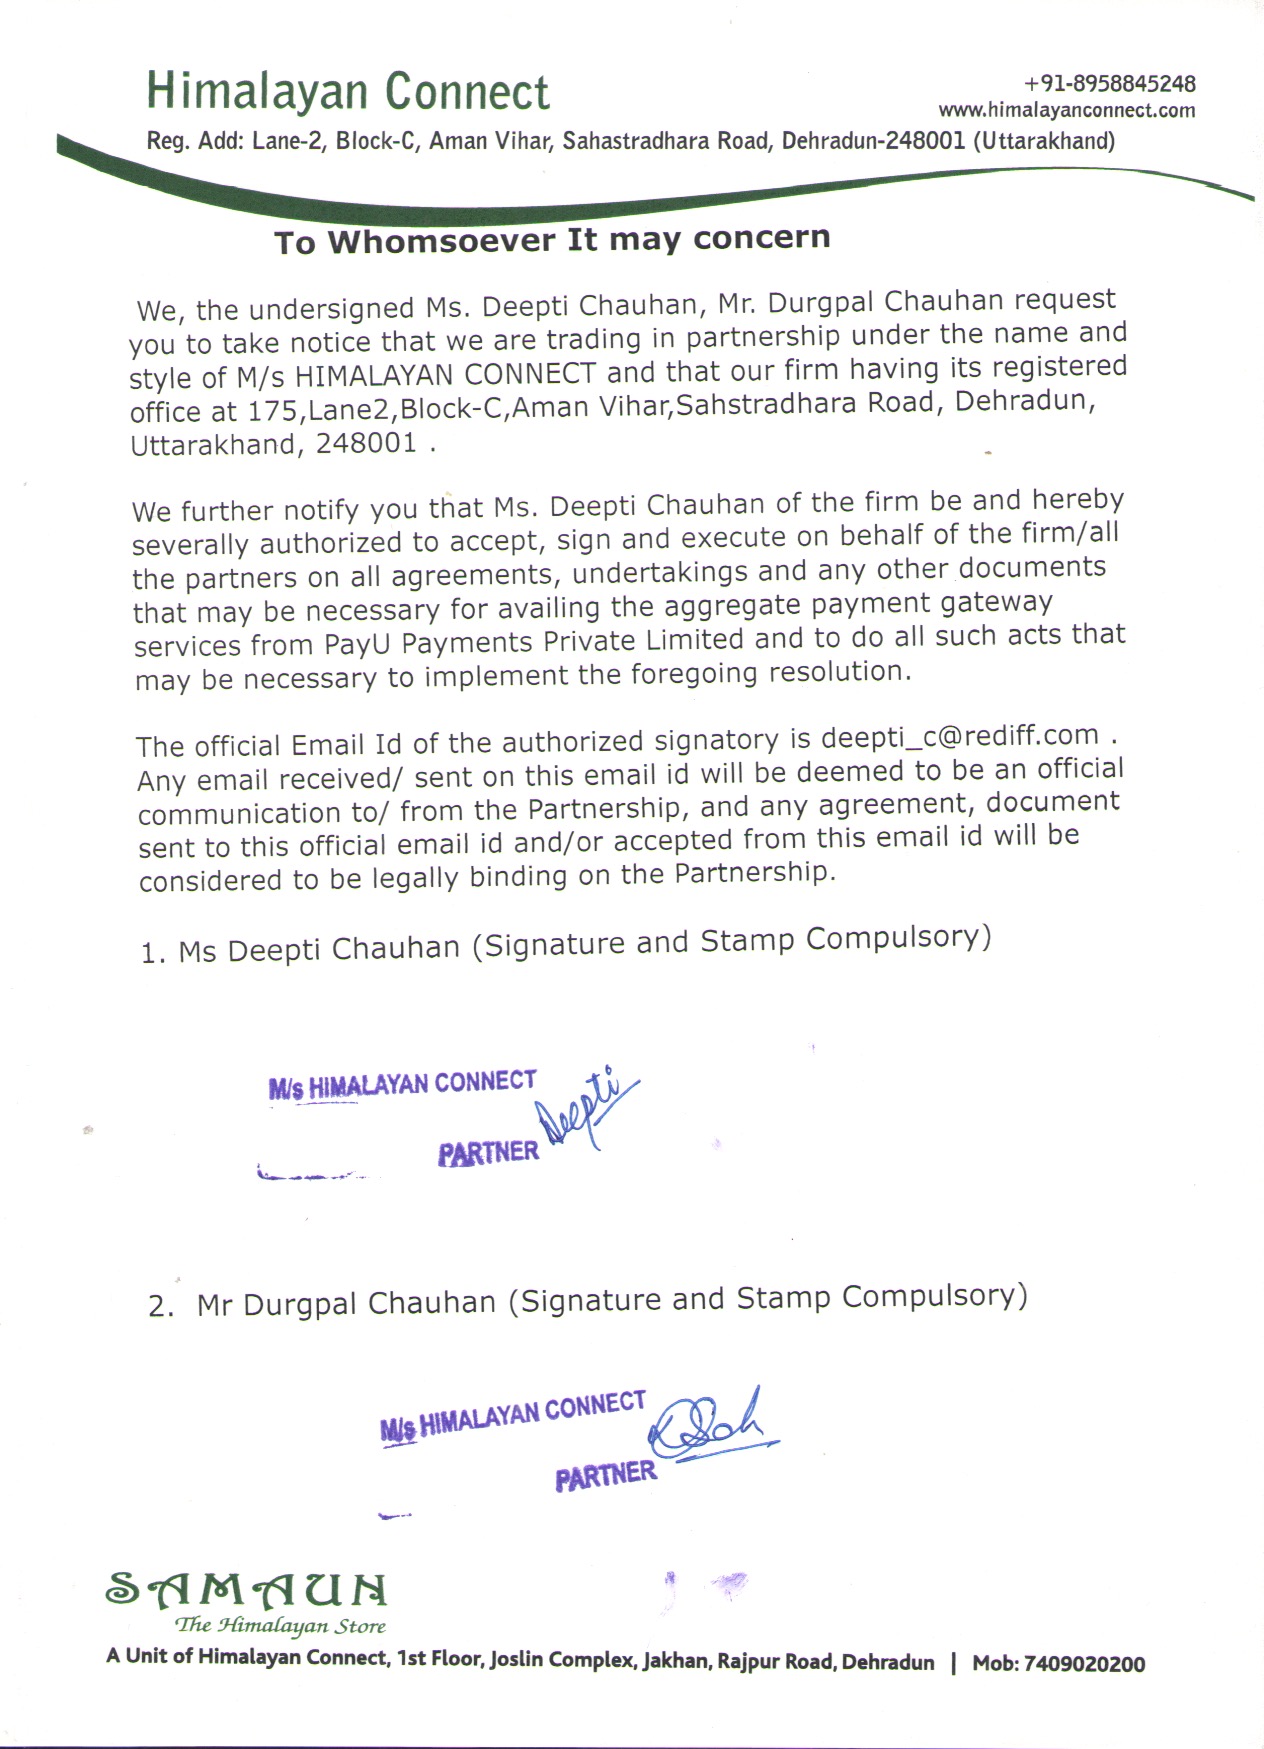 Himalayan Connect
+91-8958845248
www.himalayanconnect.com
Reg. Add: Lane-2, Block-C, Aman Vihar, Sahastradhara Road, Dehradun-248001 (Uttarakhand)
To Whomsoever It may concern
We, the undersigned Ms. Deepti Chauhan, Mr. Durgpal Chauhan request
you to take notice that we are trading in partnership under the name and
style of M/s HIMALAYAN CONNECT and that our firm having its registered
office at 175,Lane2,Block-C,Aman Vihar,Sahstradhara Road, Dehradun,
Uttarakhand, 248001 .
We further notify you that Ms. Deepti Chauhan of the firm be and hereby
severally authorized to accept, sign and execute on behalf of the firm/all
the partners on all agreements, undertakings and any other documents
that may be necessary for availing the aggregate payment gateway
services from PayU Payments Private Limited and to do all such acts that
may be necessary to implement the foregoing resolution.
The official Email Id of the authorized signatory is deepti_c@rediff.com .
Any email received/ sent on this email id will be deemed to be an official
communication to/ from the Partnership, and any agreement, document
sent to this official email id and/or accepted from this email id will be
considered to be legally binding on the Partnership.
1. Ms Deepti Chauhan (Signature and Stamp Compulsory)
M/s HIMALAYAN CONNECT
Deepti
PARTNER
2. Mr Durgpal Chauhan (Signature and Stamp Compulsory)
M/s HIMALAYAN CONNECT
PARTNER
SAMAUN
The Himalayan Store
A Unit of Himalayan Connect, 1st Floor, Joslin Complex, Jakhan, Rajpur Road, Dehradun | Mob: 7409020200